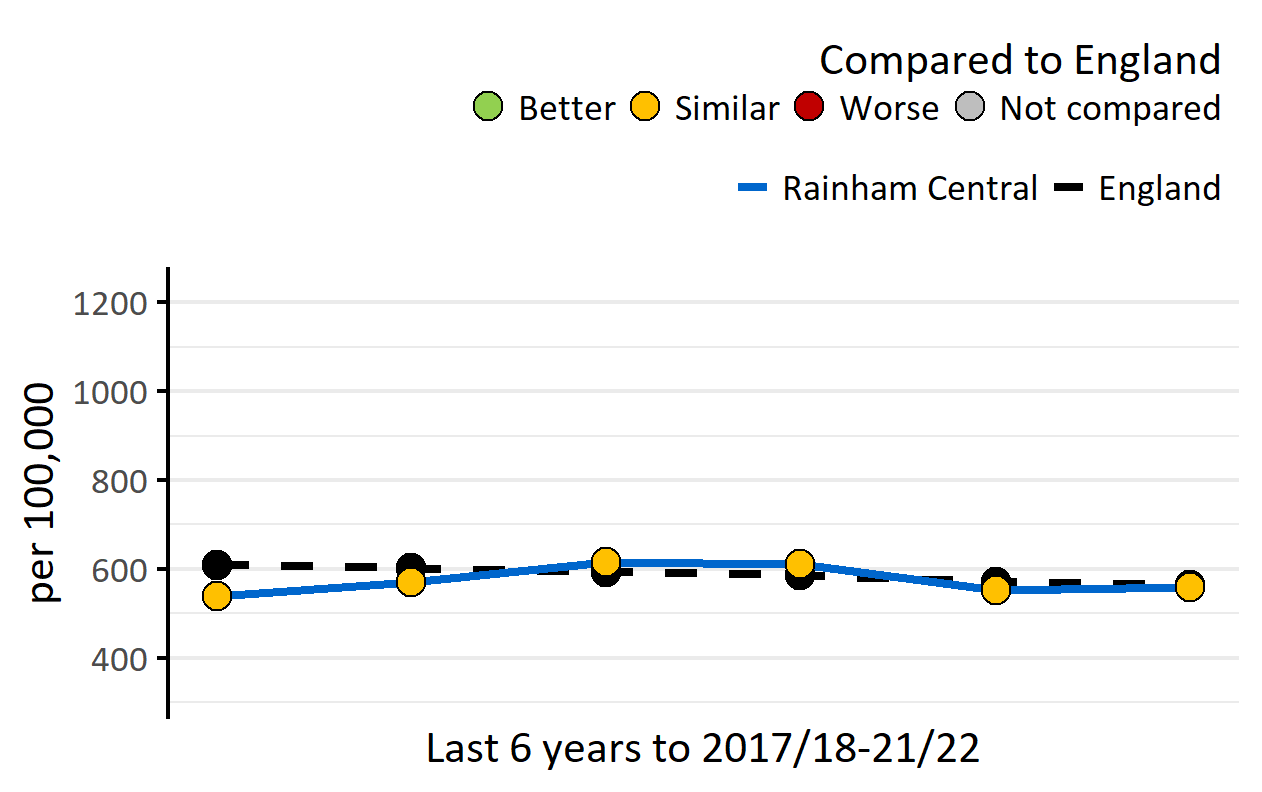 Compared to England
Better Similar Worse Not compared
Rainham Central England
1200
1000
800
600
400
per 100,000
Last 6 years to 2017/18-21/22